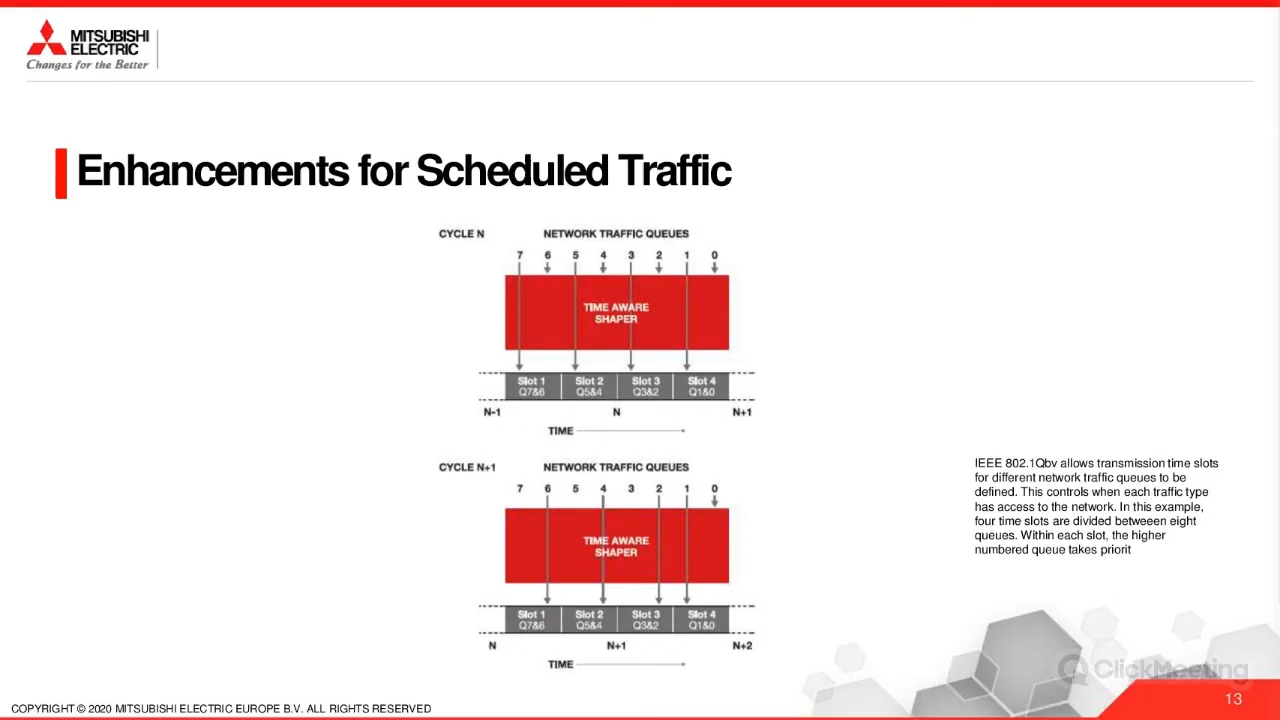 MITSUBISHI
ELECTRIC
Changes for the Better
Enhancements for Scheduled Traffic
CYCLE N
NETWORK TRAFFIC QUEUES
7 6 5 4 3 2 1 0
TIME AWARE
SHAPER
Slot 1 Slot 2 Slot 3 Slot 4
Q7&6 Q5&4 Q3&2 Q1&0
N-1 N N+1
TIME
CYCLE N+1
NETWORK TRAFFIC QUEUES
7 6 5 4 3 2 1 0
TIME AWARE
SHAPER
Slot 1 Slot 2 Slot 3 Slot 4
Q7&6 Q5&4 Q3&2 Q1&0
N N+1 N+2
TIME
IEEE 802.1Qbv allows transmission time slots
for different network traffic queues to be
defined. This controls when each traffic type
has access to the network. In this example,
four time slots are divided betweeen eight
queues. Within each slot, the higher
numbered queue takes priorit
ClickMeeting
13
COPYRIGHT © 2020 MITSUBISHI ELECTRIC EUROPE B.V. ALL RIGHTS RESERVED